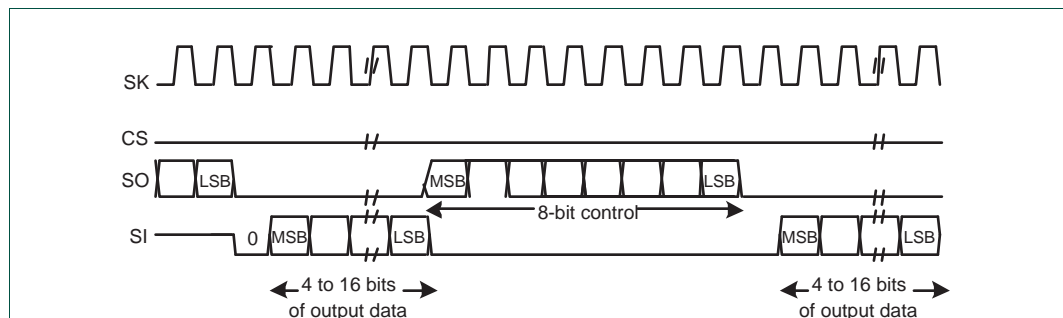 SK
CS
SO LSB MSB LSB
8-bit control
SI 0 MSB LSB MSB LSB
4 to 16 bits 4 to 16 bits
of output data of output data